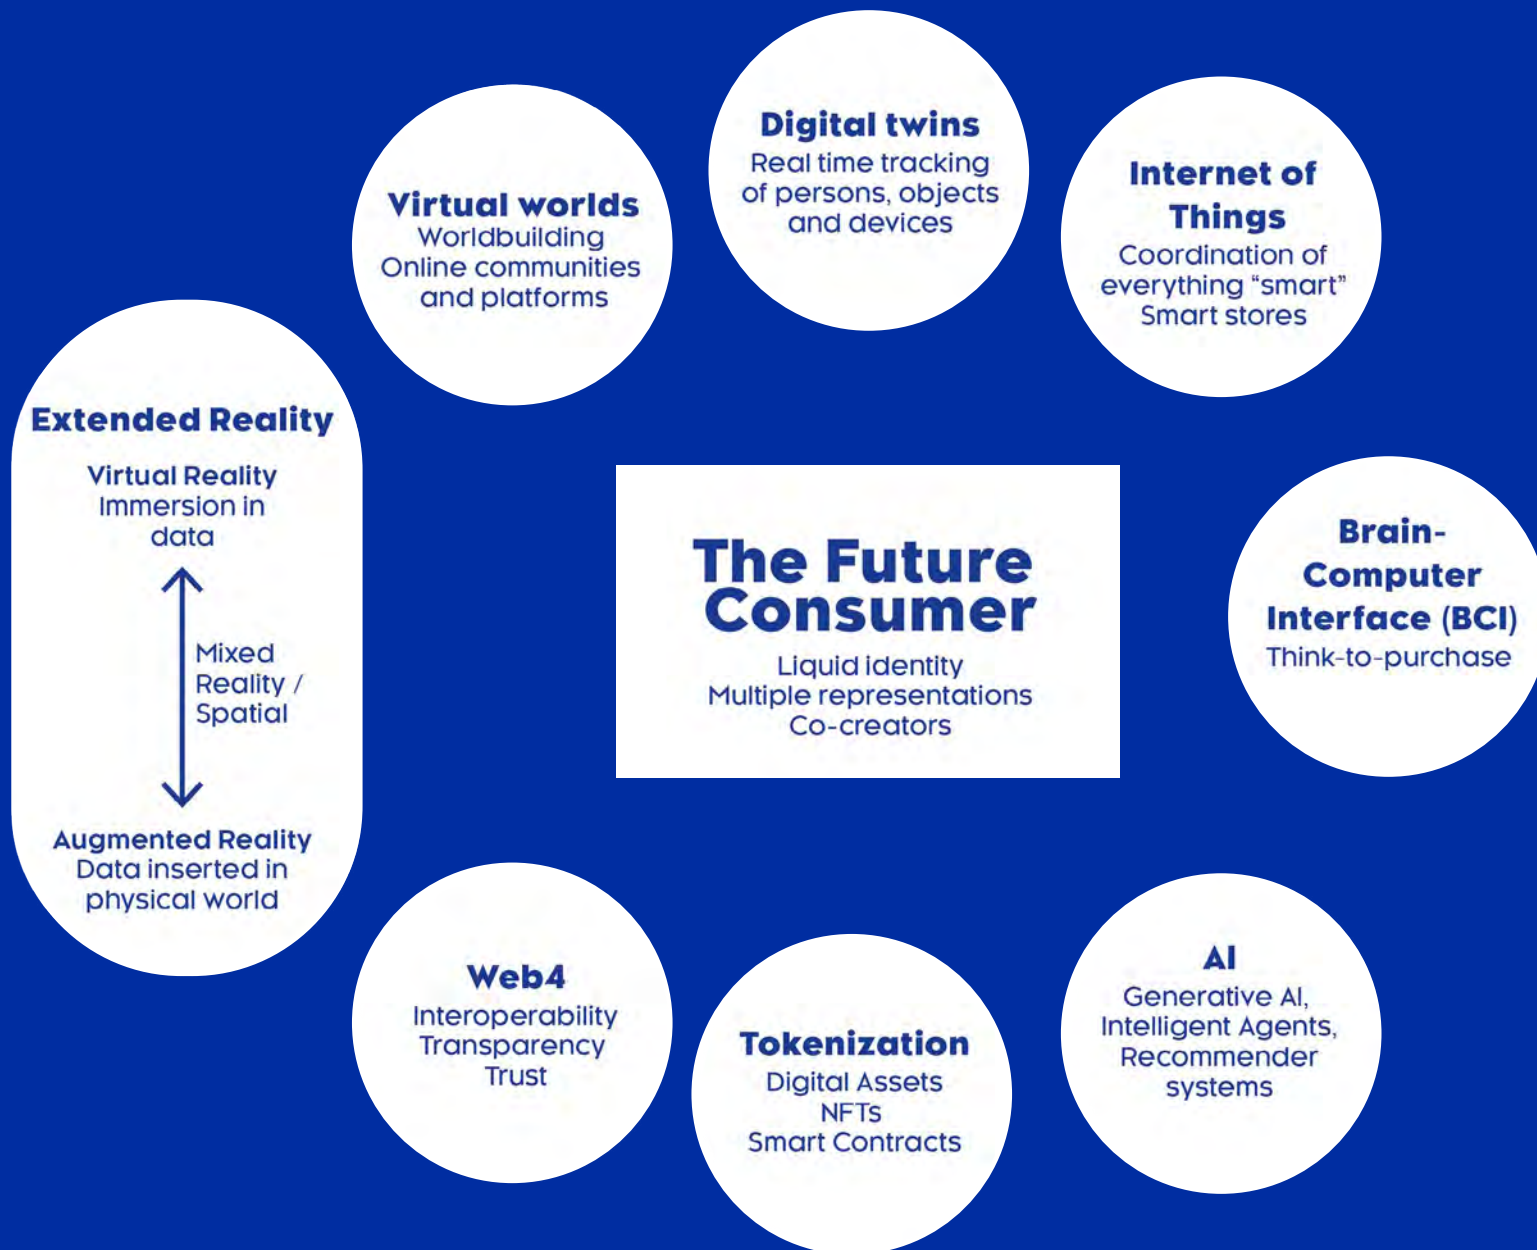 Digital twins
Real time tracking
of persons, objects
and devices
Virtual worlds
Worldbuilding
Online communities
and platforms
Internet of
Things
Coordination of
everything “smart”
Smart stores
Extended Reality
Virtual Reality
Immersion in
data
Mixed
Reality /
Spatial
Augmented Reality
Data inserted in
physical world
The Future
Consumer
Liquid identity
Multiple representations
Co-creators
Brain-
Computer
Interface (BCI)
Think-to-purchase
Web4
Interoperability
Transparency
Trust
Tokenization
Digital Assets
NFTs
Smart Contracts
AI
Generative AI,
Intelligent Agents,
Recommender
systems